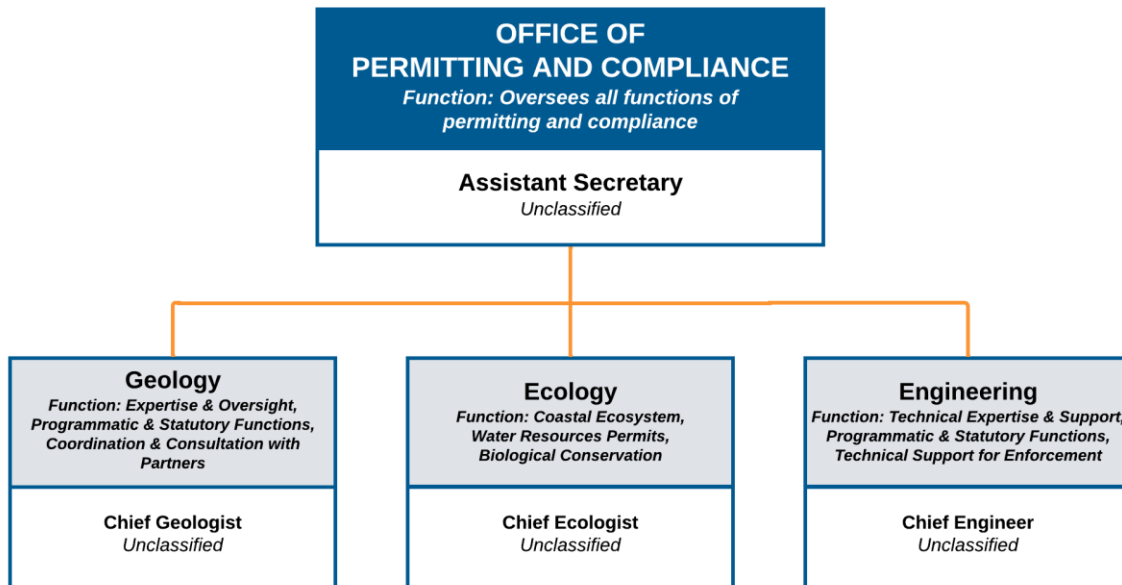 OFFICE OF
PERMITTING AND COMPLIANCE
Function: Oversees all functions of
permitting and compliance
Assistant Secretary
Unclassified
Geology
Function: Expertise & Oversight,
Programmatic & Statutory Functions,
Coordination & Consultation with
Partners
Chief Geologist
Unclassified
Ecology
Function: Coastal Ecosystem,
Water Resources Permits,
Biological Conservation
Chief Ecologist
Unclassified
Engineering
Function: Technical Expertise & Support,
Programmatic & Statutory Functions,
Technical Support for Enforcement
Chief Engineer
Unclassified